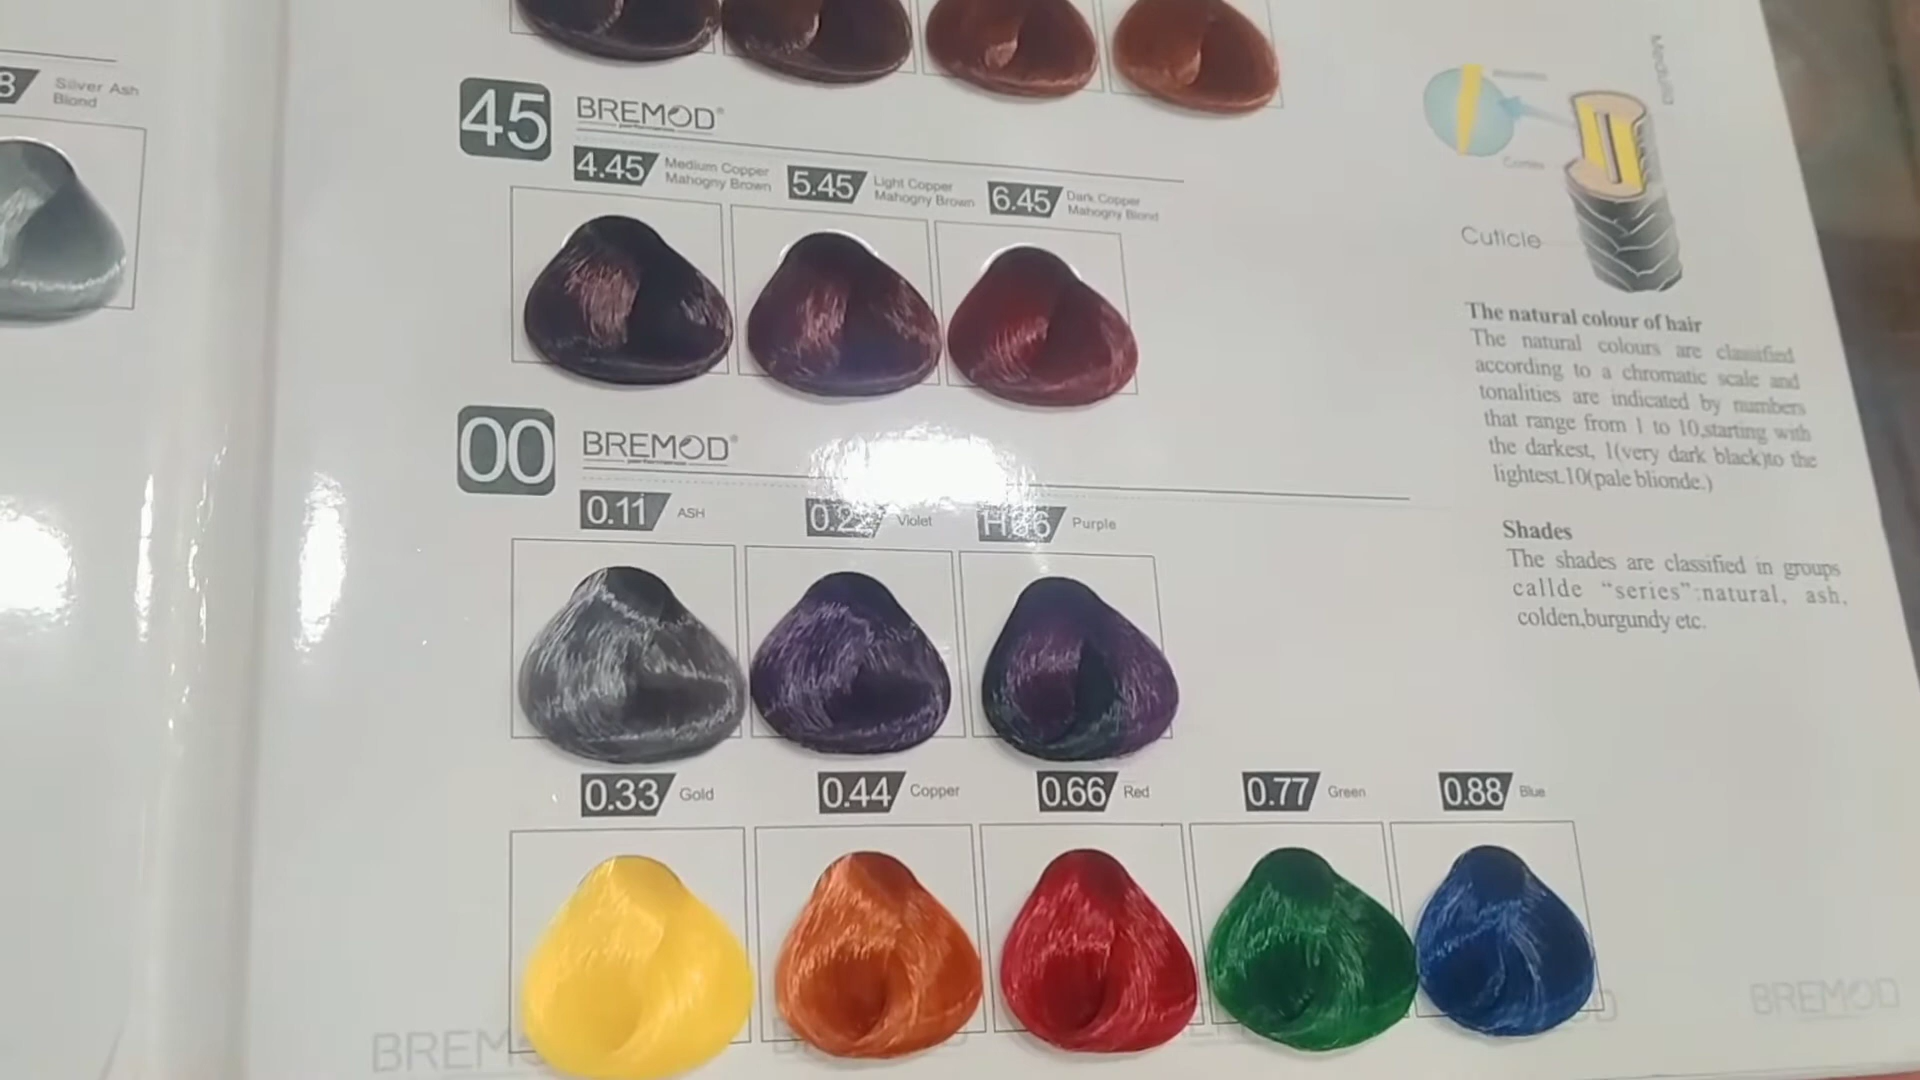 8
Silver Ash
Blond
45
BREMOD
4.45
Medium Copper
Mahogny Brown
5.45
Light Copper
Mahogny Brown
6.45
Dark Copper
Mahogny Blond
00
BREMOD
0.11
ASH
Violet
Purple
0.33
Gold
0.44
Copper
0.66
Red
0.77
Green
0.88
Blue
Medulla
Cuticle
The natural colour of hair
The natural colours are classified
according to a chromatic scale and
tonalities are indicated by numbers
that range from 1 to 10,starting with
the darkest, 1(very dark black)to the
lightest.10(pale blionde.)
Shades
The shades are classified in groups
callde "series":natural, ash,
colden,burgundy etc.
BREMOD